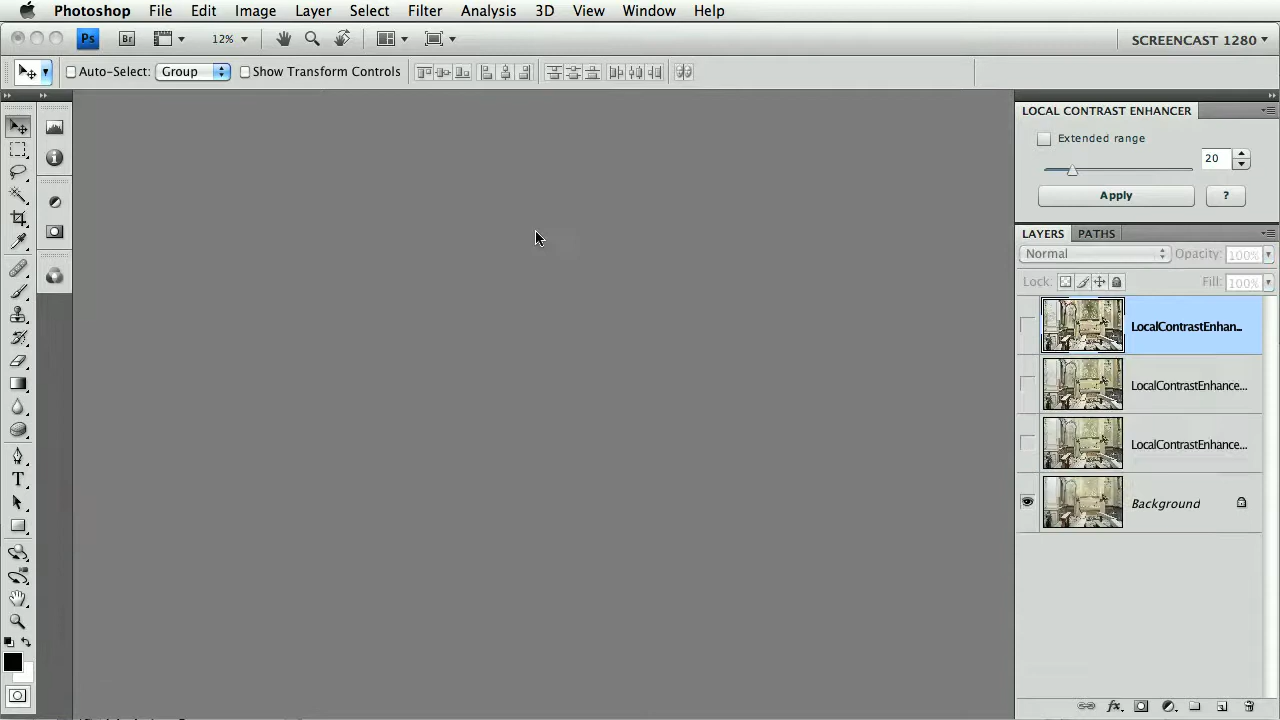 Photoshop File Edit Image Layer Select Filter Analysis 3D View Window Help
Ps Br 12% SCREENCAST 1280
Auto-Select: Group Show Transform Controls
LOCAL CONTRAST ENHANCER
Extended range
20
Apply ?
LAYERS PATHS
Normal Opacity: 100%
Lock: Fill: 100%
LocalContrastEnhan...
LocalContrastEnhance...
LocalContrastEnhance...
Background
T
fx